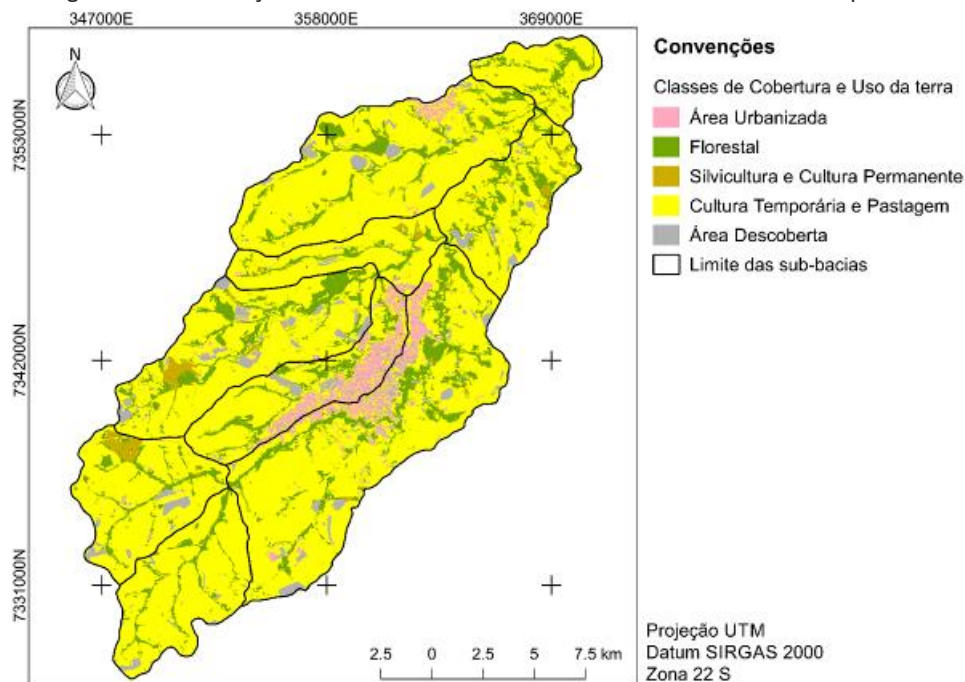 347000E 358000E 369000E
N
7353000N
7342000N
7331000N
2.5 0 2.5 5 7.5 km
Convenções
Classes de Cobertura e Uso da terra
Área Urbanizada
Florestal
Silvicultura e Cultura Permanente
Cultura Temporária e Pastagem
Área Descoberta
Limite das sub-bacias
Projeção UTM
Datum SIRGAS 2000
Zona 22 S